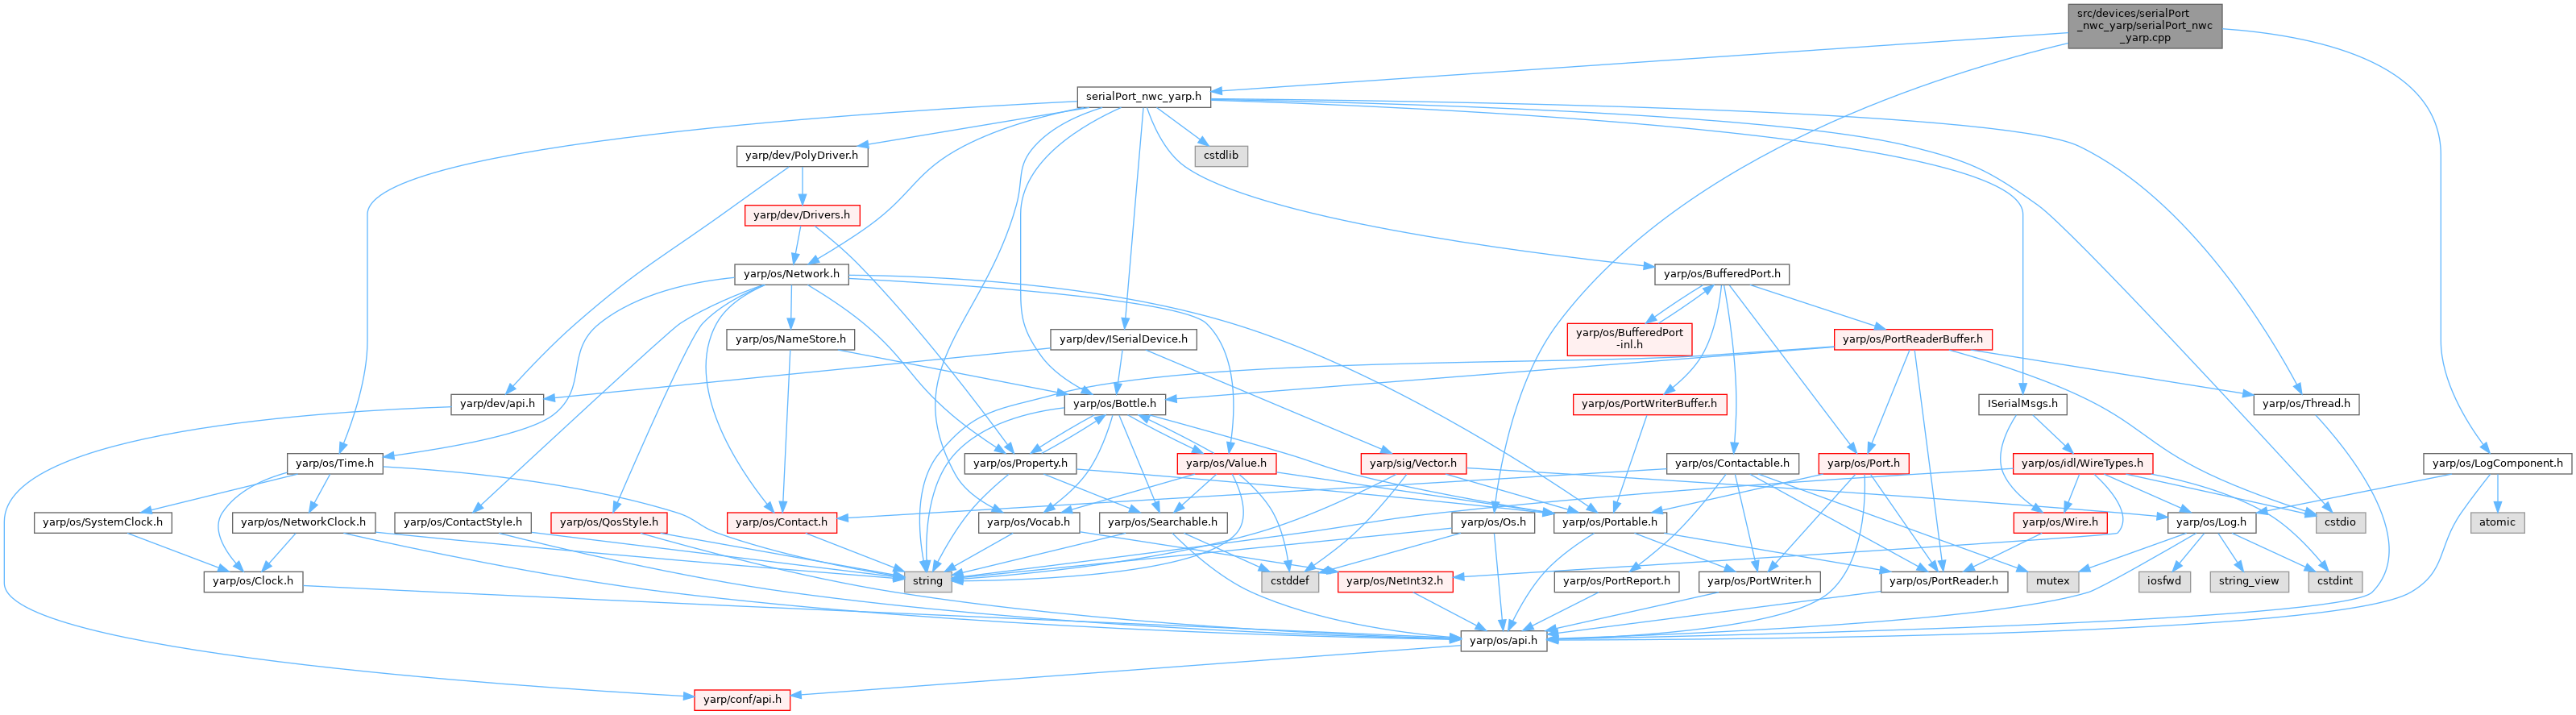 src/devices/serialPort
_nwc_yarp/serialPort_nwc
_yarp.cpp
serialPort_nwc_yarp.h
yarp/dev/PolyDriver.h
cstdlib
yarp/dev/Drivers.h
yarp/os/Network.h
yarp/os/BufferedPort.h
yarp/os/NameStore.h
yarp/dev/ISerialDevice.h
yarp/os/BufferedPort
-inl.h
yarp/os/PortReaderBuffer.h
yarp/dev/api.h
yarp/os/Bottle.h
yarp/os/PortWriterBuffer.h
ISerialMsgs.h
yarp/os/Thread.h
yarp/os/Time.h
yarp/os/Property.h
yarp/os/Value.h
yarp/sig/Vector.h
yarp/os/Contactable.h
yarp/os/Port.h
yarp/os/idl/WireTypes.h
yarp/os/LogComponent.h
yarp/os/SystemClock.h
yarp/os/NetworkClock.h
yarp/os/ContactStyle.h
yarp/os/QosStyle.h
yarp/os/Contact.h
yarp/os/Vocab.h
yarp/os/Searchable.h
yarp/os/Os.h
yarp/os/Portable.h
yarp/os/Wire.h
yarp/os/Log.h
cstdio
atomic
yarp/os/Clock.h
string
cstddef
yarp/os/NetInt32.h
yarp/os/PortReport.h
yarp/os/PortWriter.h
yarp/os/PortReader.h
mutex
iosfwd
string_view
cstdint
yarp/os/api.h
yarp/conf/api.h